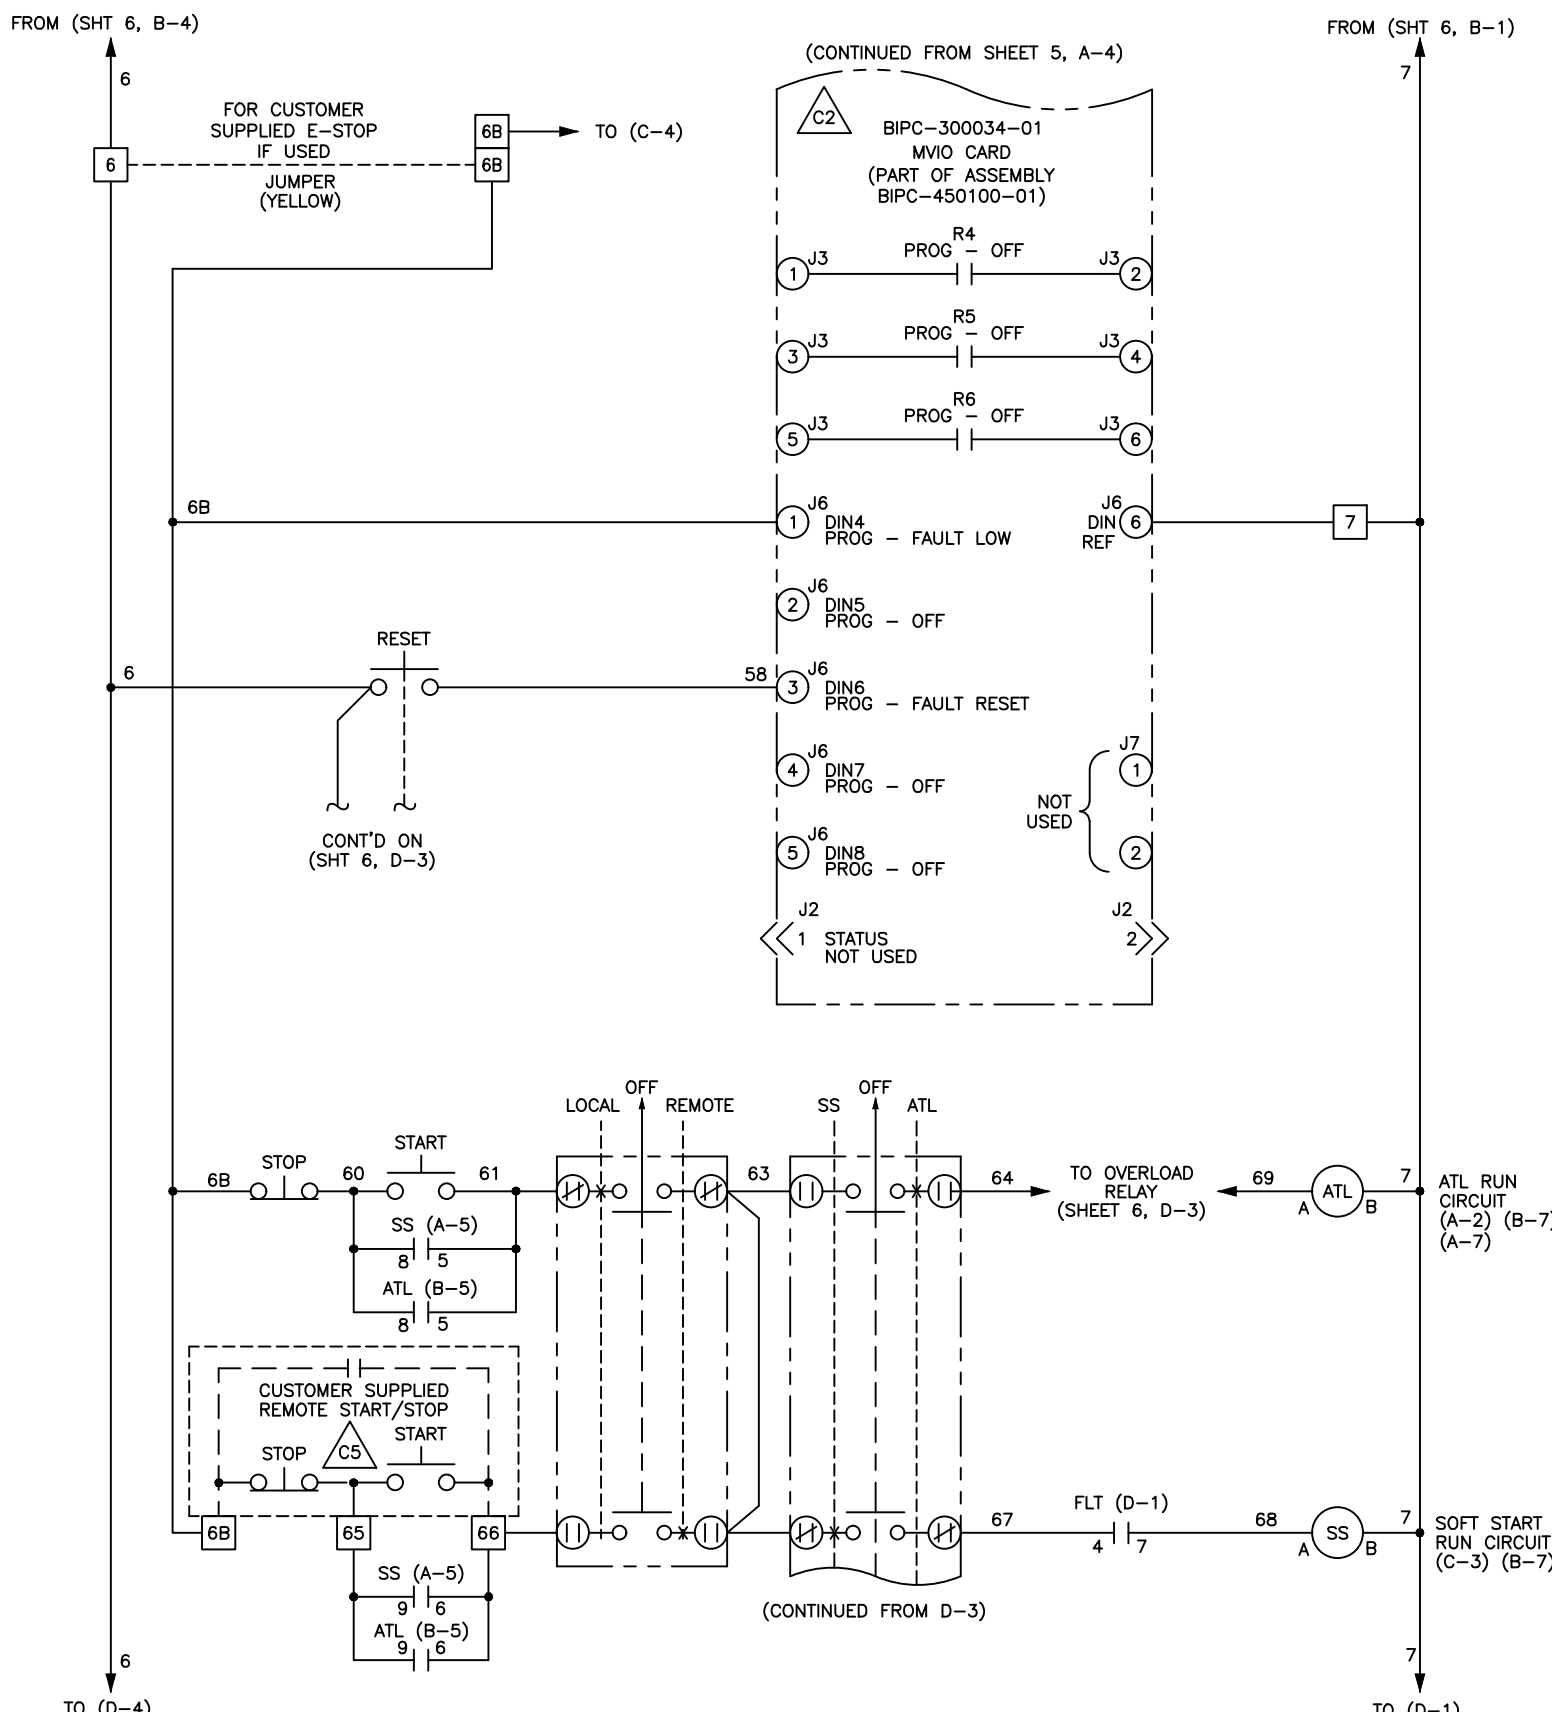 FROM (SHT 6, B-4)
FROM (SHT 6, B-1)
(CONTINUED FROM SHEET 5, A-4)
6
7
FOR CUSTOMER
SUPPLIED E-STOP
IF USED
6
6B
TO (C-4)
6B
JUMPER
(YELLOW)
C2
BIPC-300034-01
MVIO CARD
(PART OF ASSEMBLY
BIPC-450100-01)
R4
PROG - OFF
1
J3
J3
2
R5
PROG - OFF
3
J3
J3
4
R6
PROG - OFF
5
J3
J3
6
6B
1
J6
DIN4
PROG - FAULT LOW
J6
DIN
REF
6
7
2
J6
DIN5
PROG - OFF
RESET
6
58
3
J6
DIN6
PROG - FAULT RESET
4
J6
DIN7
PROG - OFF
J7
1
NOT
USED
2
CONT'D ON
(SHT 6, D-3)
5
J6
DIN8
PROG - OFF
J2
1
STATUS
NOT USED
J2
2
LOCAL
OFF
REMOTE
SS
OFF
ATL
6B
STOP
60
START
61
63
64
TO OVERLOAD
RELAY
(SHEET 6, D-3)
69
ATL
A
B
7
ATL RUN
CIRCUIT
(A-2) (B-7)
(A-7)
SS (A-5)
8
5
ATL (B-5)
8
5
CUSTOMER SUPPLIED
REMOTE START/STOP
STOP
C5
START
6B
65
66
67
FLT (D-1)
4
7
68
SS
A
B
7
SOFT START
RUN CIRCUIT
(C-3) (B-7)
SS (A-5)
9
6
ATL (B-5)
9
6
(CONTINUED FROM D-3)
6
7
TO (D-4)
TO (D-1)